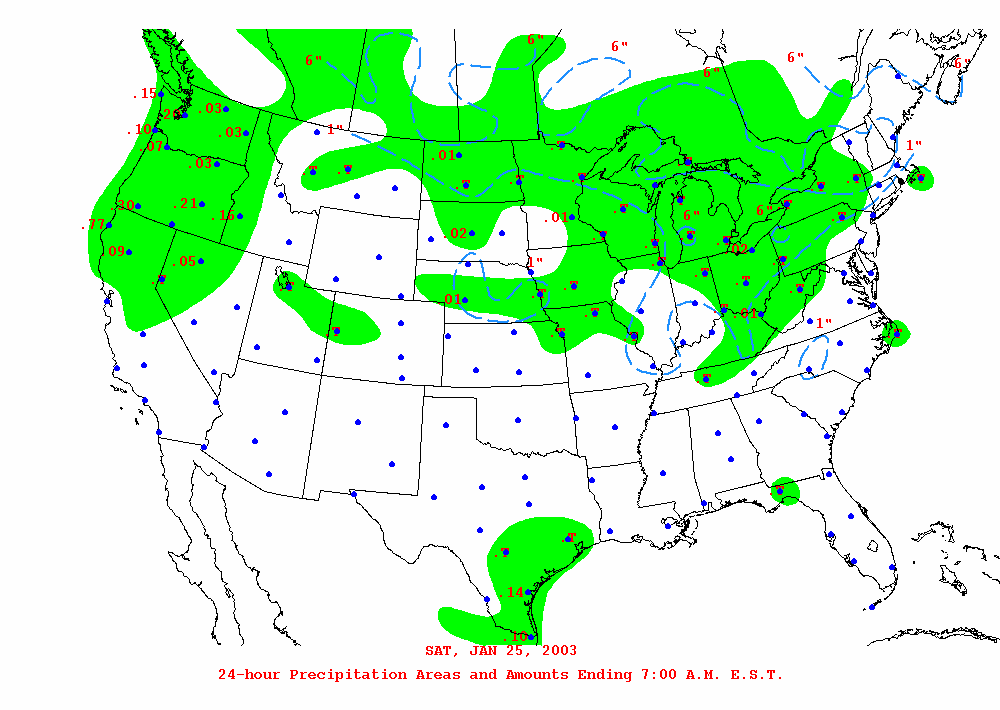 6" 6" 6" 6" 6" 6"
.15
.2 .03
.10 .03 1" .T
.07 .01 1"
.03 .T .T .T
.T .T .T .T .T .T
.30 .21 .T .T
.77 .16 .01 6" 6" .T
.02 .T .T
.09 .T .02
.05 1" .T .T
.T .T .T .T .T .T
.T .01 .T
.T .T .01 1"
.T .T .T .T
.T
.T
.T .T
.14
.10
SAT, JAN 25, 2003
24-hour Precipitation Areas and Amounts Ending 7:00 A.M. E.S.T.